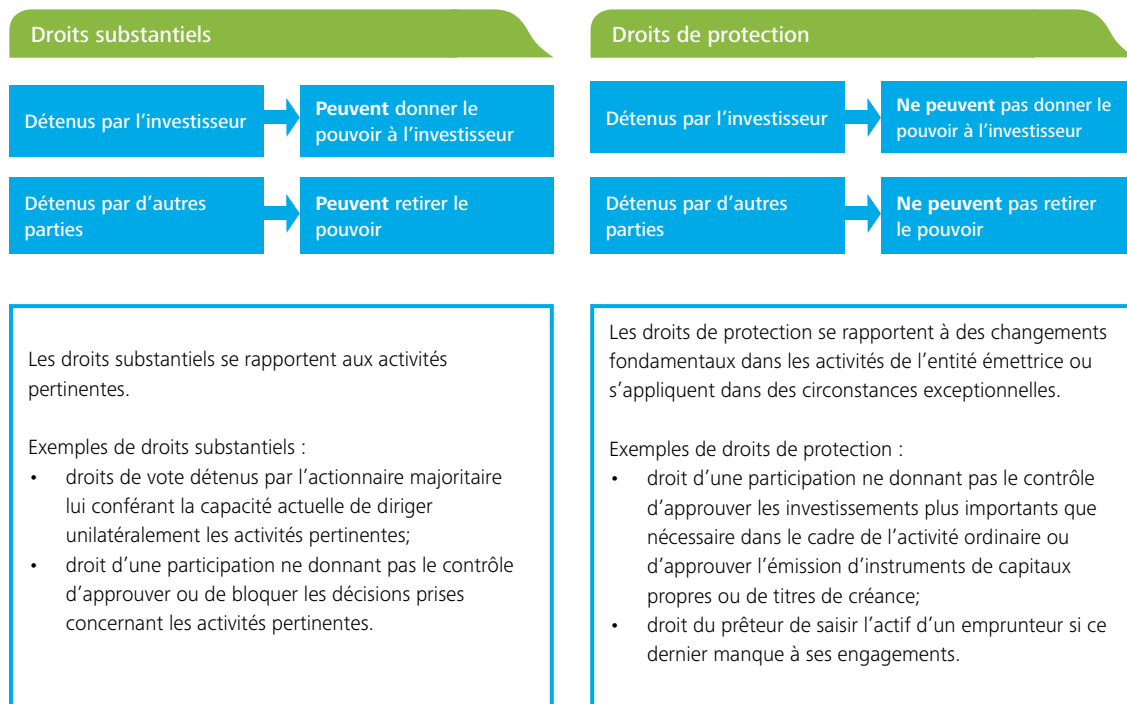 Droits substantiels
Détenus par l'investisseur
Peuvent donner le
pouvoir à l'investisseur
Détenus par d'autres
parties
Peuvent retirer le
pouvoir
Les droits substantiels se rapportent aux activités
pertinentes.
Exemples de droits substantiels :
• droits de vote détenus par l'actionnaire majoritaire
lui conférant la capacité actuelle de diriger
unilatéralement les activités pertinentes;
• droit d'une participation ne donnant pas le contrôle
d'approuver ou de bloquer les décisions prises
concernant les activités pertinentes.
Droits de protection
Détenus par l'investisseur
Ne peuvent pas donner le
pouvoir à l'investisseur
Détenus par d'autres
parties
Ne peuvent pas retirer
le pouvoir
Les droits de protection se rapportent à des changements
fondamentaux dans les activités de l'entité émettrice ou
s'appliquent dans des circonstances exceptionnelles.
Exemples de droits de protection :
• droit d'une participation ne donnant pas le contrôle
d'approuver les investissements plus importants que
nécessaire dans le cadre de l'activité ordinaire ou
d'approuver l'émission d'instruments de capitaux
propres ou de titres de créance;
• droit du prêteur de saisir l'actif d'un emprunteur si ce
dernier manque à ses engagements.